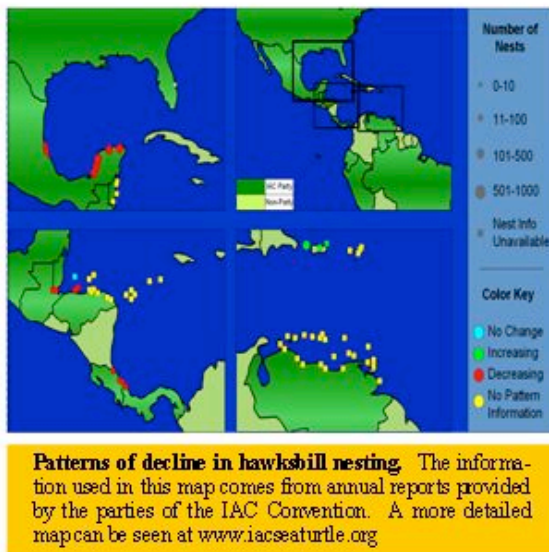 Number of
Nests
0-10
11-100
101-500
501-1000
Nest Info
Unavailable
IAC Party
Non-Party
Color Key
No Change
Increasing
Decreasing
No Pattern
Information
Patterns of decline in hawksbill nesting. The informa-
tion used in this map comes from annual reports provided
by the parties of the IAC Convention. A more detailed
map can be seen at www.iacseaturtle.org